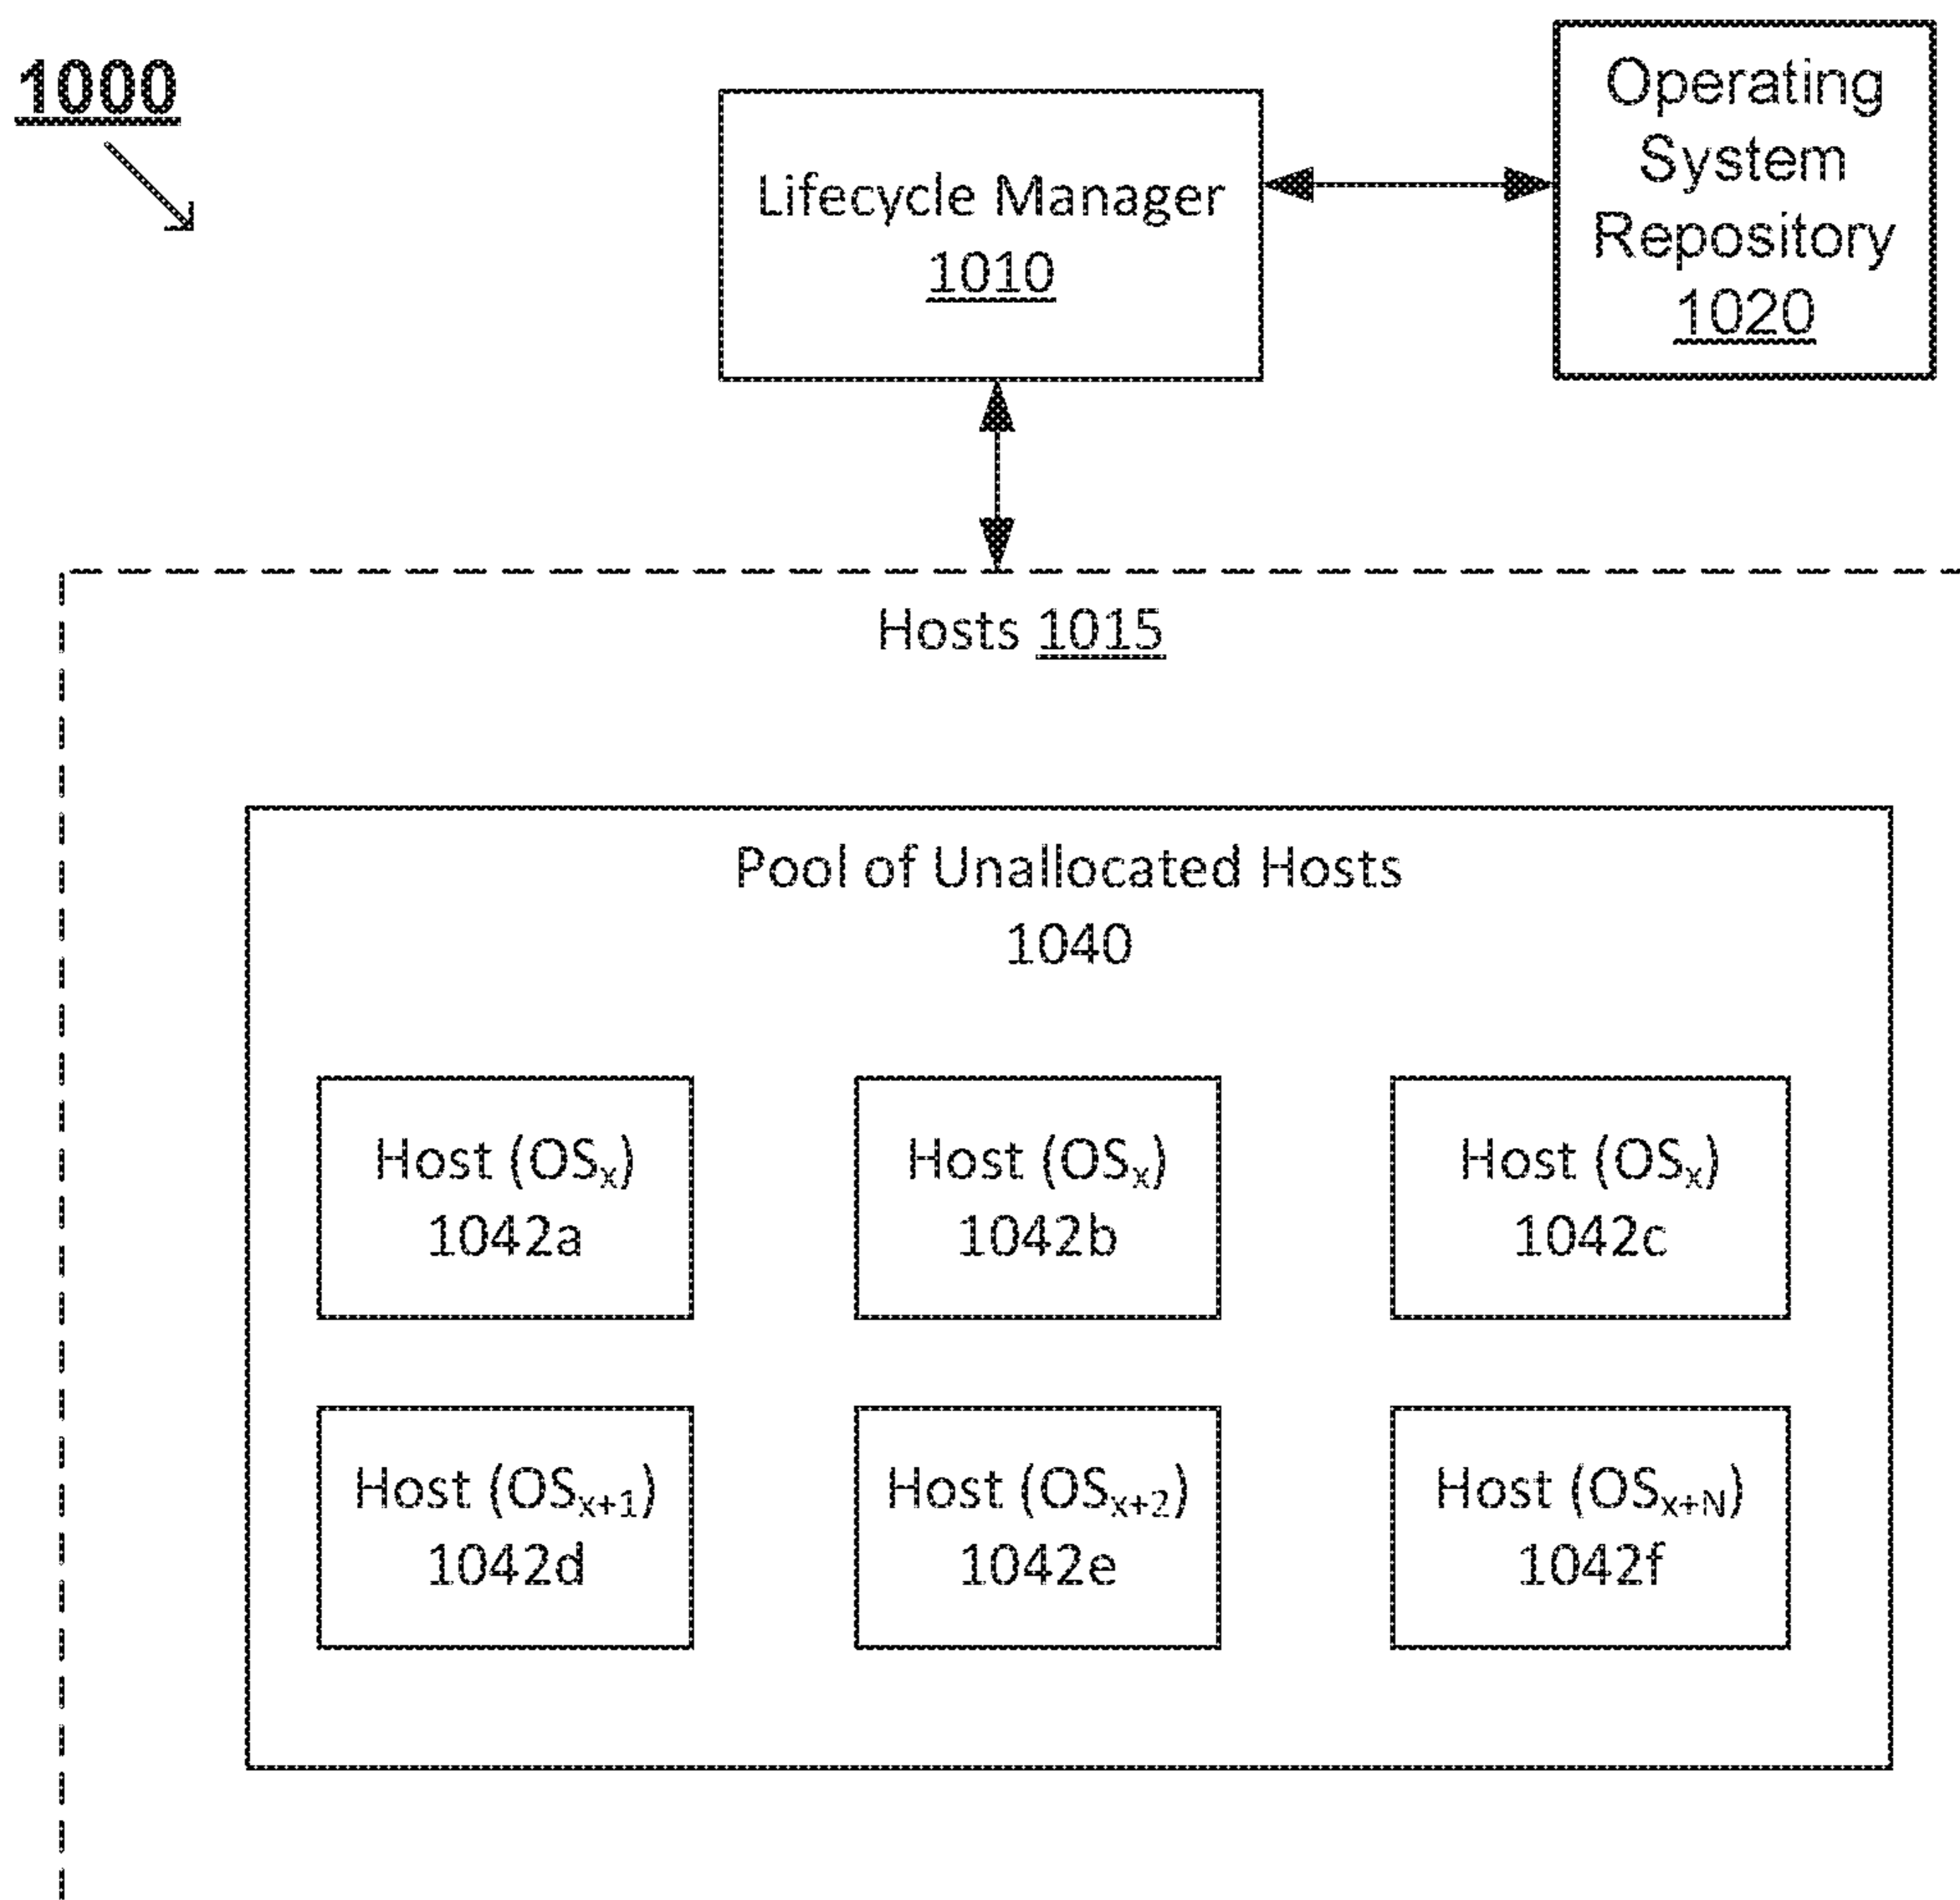 1000
Lifecycle Manager
1010
Operating
System
Repository
1020
Hosts 1015
Pool of Unallocated Hosts
1040
Host (OSₓ)
1042a
Host (OSₓ)
1042b
Host (OSₓ)
1042c
Host (OSₓ₊₁)
1042d
Host (OSₓ₊₂)
1042e
Host (OSx+N)
1042f